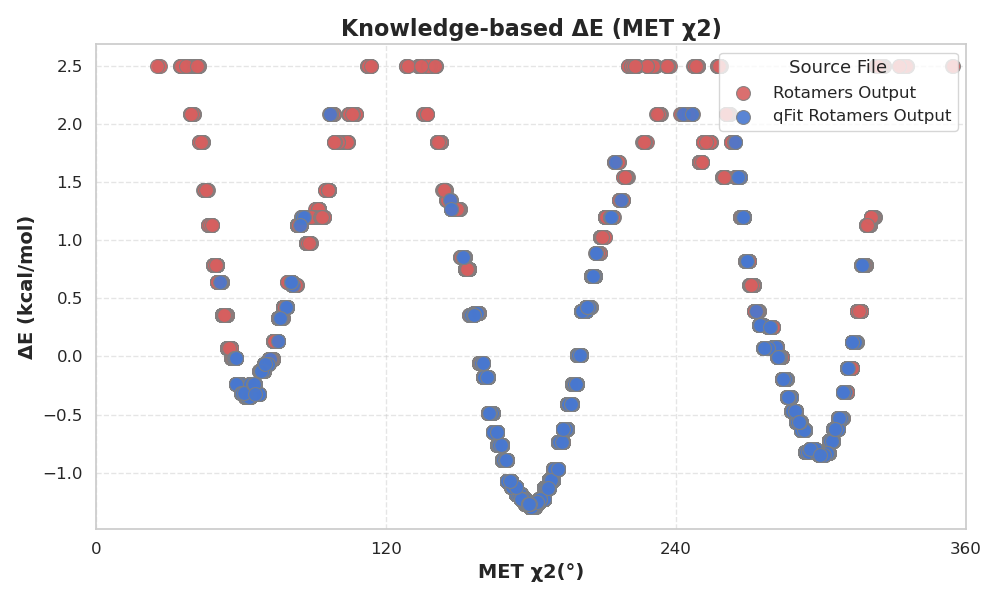 Knowledge-based ΔE (MET χ2)
Source File
Rotamers Output
qFit Rotamers Output
ΔE (kcal/mol)
2.5
2.0
1.5
1.0
0.5
0.0
−0.5
−1.0
0 120 240 360
MET χ2(°)